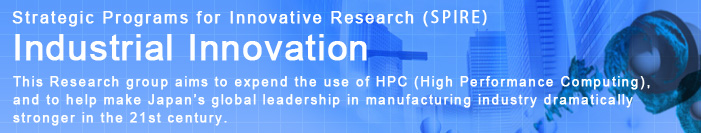 Strategic Programs for Innovative Research (SPIRE)
Industrial Innovation
This Research group aims to expend the use of HPC (High Performance Computing),
and to help make Japan's global leadership in manufacturing industry dramatically
stronger in the 21st century.